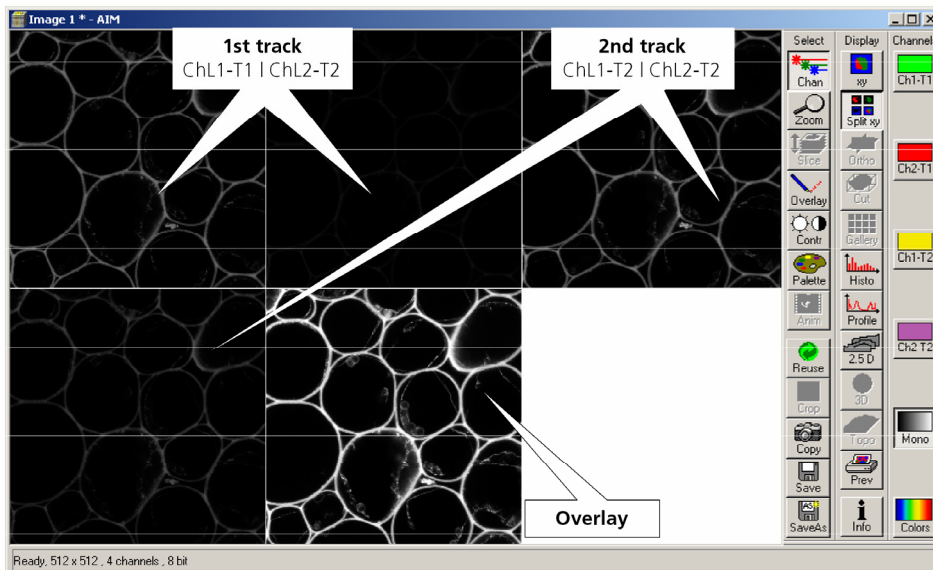 Image 1 * - AIM
1st track
ChL1-T1 | ChL2-T2
2nd track
ChL1-T2 | ChL2-T2
Overlay
Select
Chan
Zoom
Slice
Overlay
Contr
Palette
Anim
Reuse
Crop
Copy
Save
AS
SaveAs
Display
xy
Split xy
Ortho
Cut
Gallery
Histo
Profile
2.5 D
3D
Topo
Prev
i
Info
Channels
Ch1-T1
Ch2-T1
Ch1-T2
Ch2 T2
Mono
Colors
Ready, 512 x 512 , 4 channels , 8 bit